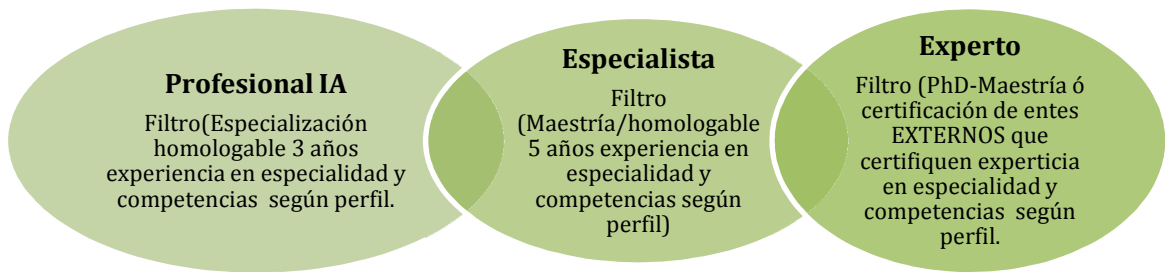 Profesional IA
Filtro(Especialización
homologable 3 años
experiencia en especialidad y
competencias según perfil.
Especialista
Filtro
(Maestría/homologable
5 años experiencia en
especialidad y
competencias según
perfil)
Experto
Filtro (PhD-Maestría ó
certificación de entes
EXTERNOS que
certifiquen experticia
en especialidad y
competencias según
perfil.